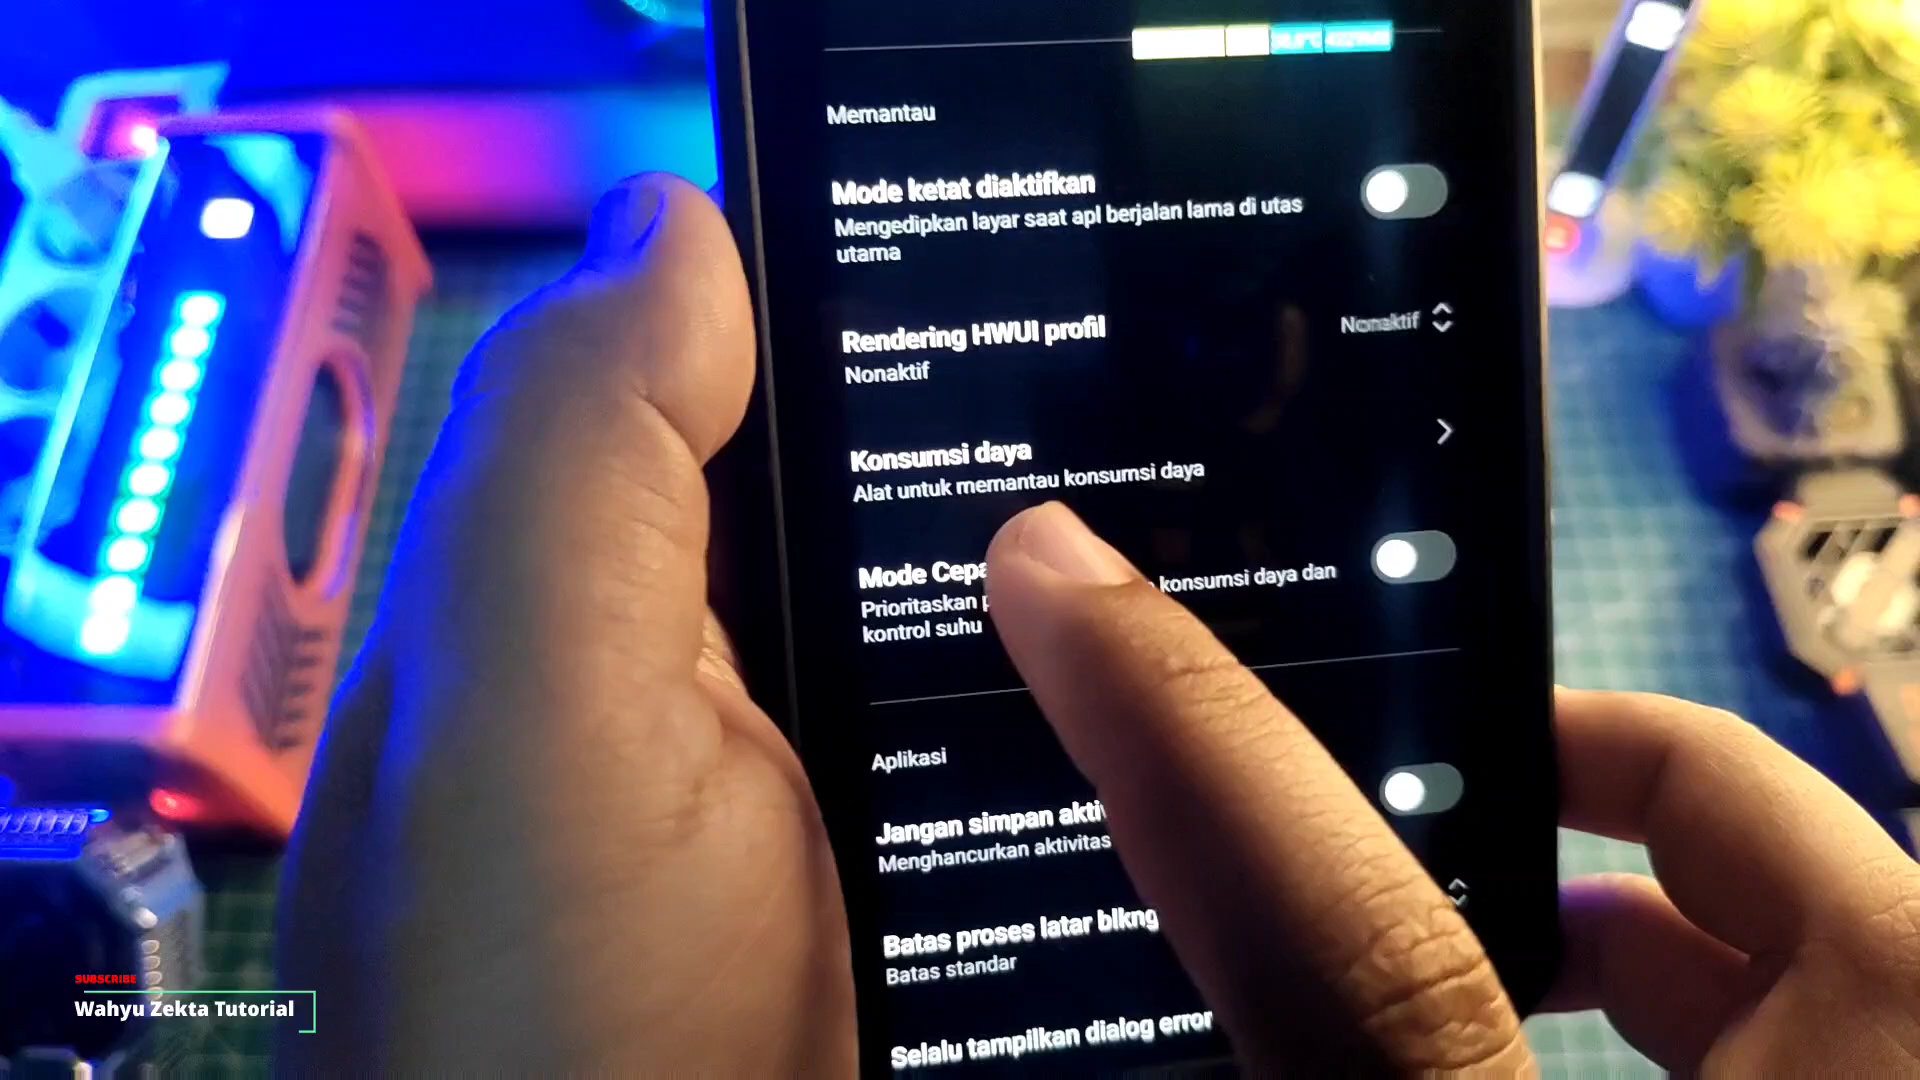 Memantau
Mode ketat diaktifkan
Mengedipkan layar saat apl berjalan lama di utas
utama
Rendering HWUI profil
Nonaktif
Nonaktif
Konsumsi daya
Alat untuk memantau konsumsi daya
Mode
Prioritaskan konsumsi daya dan
kontrol suhu
Aplikasi
Jangan simpan
Menghancurkan aktivitas
Batas proses latar blkng
Batas standar
Selalu tampilkan dialog error
SUBSCRIBE
Wahyu Zekta Tutorial